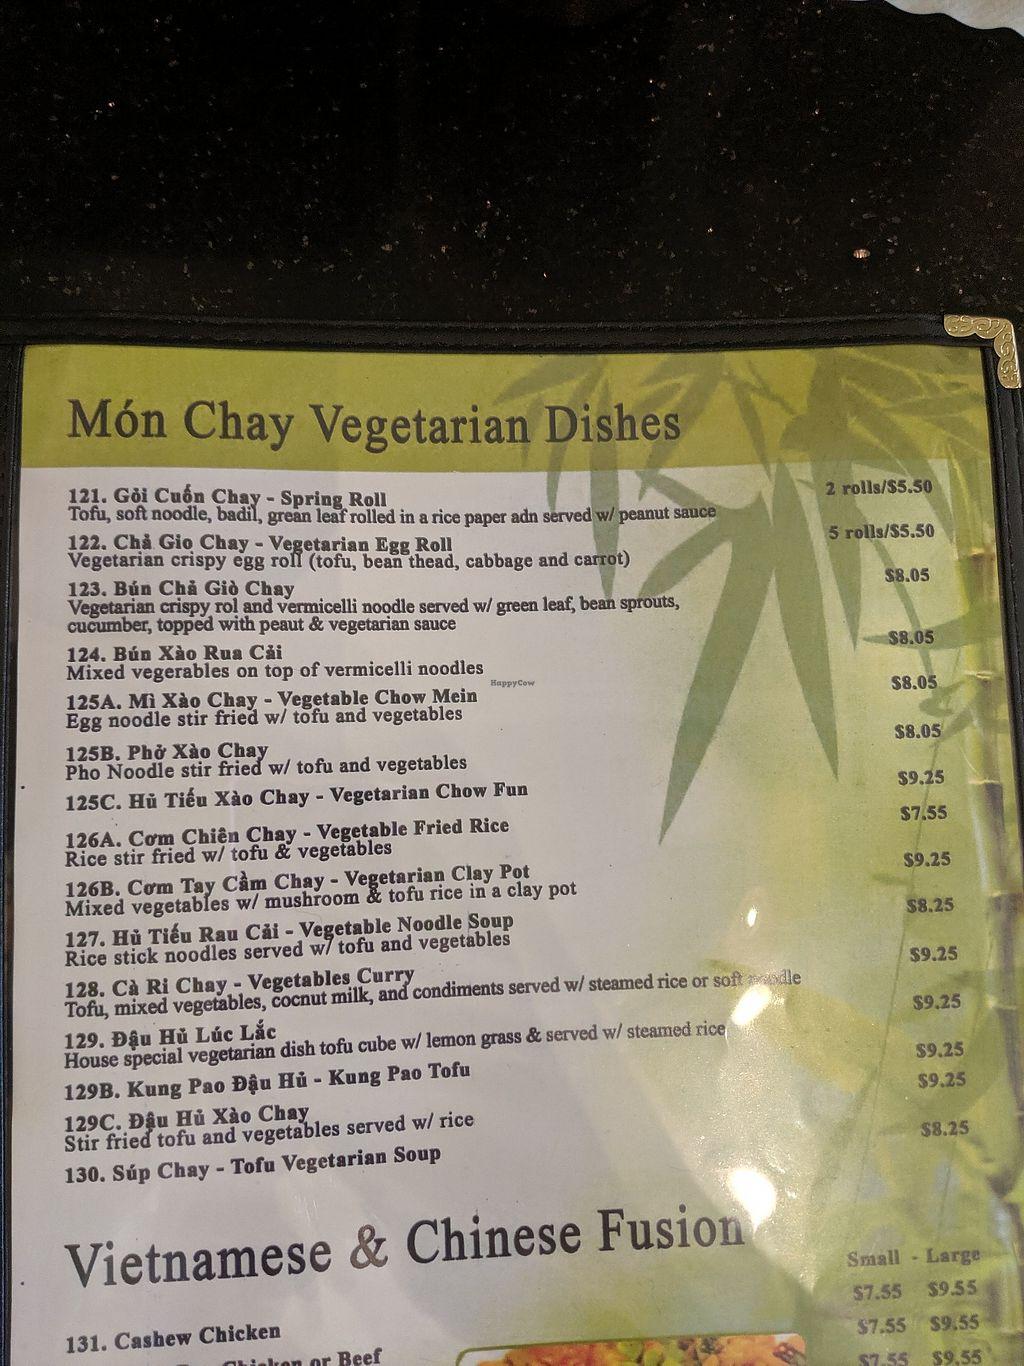 Món Chay Vegetarian Dishes
121. Gỏi Cuốn Chay - Spring Roll 2 rolls/$5.50
Tofu, soft noodle, badil, grean leaf rolled in a rice paper adn served w/ peanut sauce
122. Chả Gio Chay - Vegetarian Egg Roll 5 rolls/$5.50
Vegetarian crispy egg roll (tofu, bean thead, cabbage and carrot)
123. Bún Chả Giò Chay $8.05
Vegetarian crispy rol and vermicelli noodle served w/ green leaf, bean sprouts,
cucumber, topped with peaut & vegetarian sauce
124. Bún Xào Rua Cải $8.05
Mixed vegerables on top of vermicelli noodles
HappyCow
125A. Mì Xào Chay - Vegetable Chow Mein $8.05
Egg noodle stir fried w/ tofu and vegetables
125B. Phở Xào Chay $8.05
Pho Noodle stir fried w/ tofu and vegetables
125C. Hủ Tiếu Xào Chay - Vegetarian Chow Fun $9.25
126A. Cơm Chiên Chay - Vegetable Fried Rice $7.55
Rice stir fried w/ tofu & vegetables
126B. Cơm Tay Cầm Chay - Vegetarian Clay Pot $9.25
Mixed vegetables w/ mushroom & tofu rice in a clay pot
127. Hủ Tiếu Rau Cải - Vegetable Noodle Soup $8.25
Rice stick noodles served w/ tofu and vegetables
128. Cà Ri Chay - Vegetables Curry $9.25
Tofu, mixed vegetables, cocnut milk, and condiments served w/ steamed rice or soft noodle
129. Đậu Hủ Lúc Lắc $9.25
House special vegetarian dish tofu cube w/ lemon grass & served w/ steamed rice
129B. Kung Pao Đậu Hủ - Kung Pao Tofu $9.25
129C. Đậu Hủ Xào Chay $9.25
Stir fried tofu and vegetables served w/ rice
130. Súp Chay - Tofu Vegetarian Soup $8.25
Vietnamese & Chinese Fusion
Small - Large
131. Cashew Chicken $7.55 $9.55
Chicken or Beef $7.55 $9.55
$7.55 $9.55